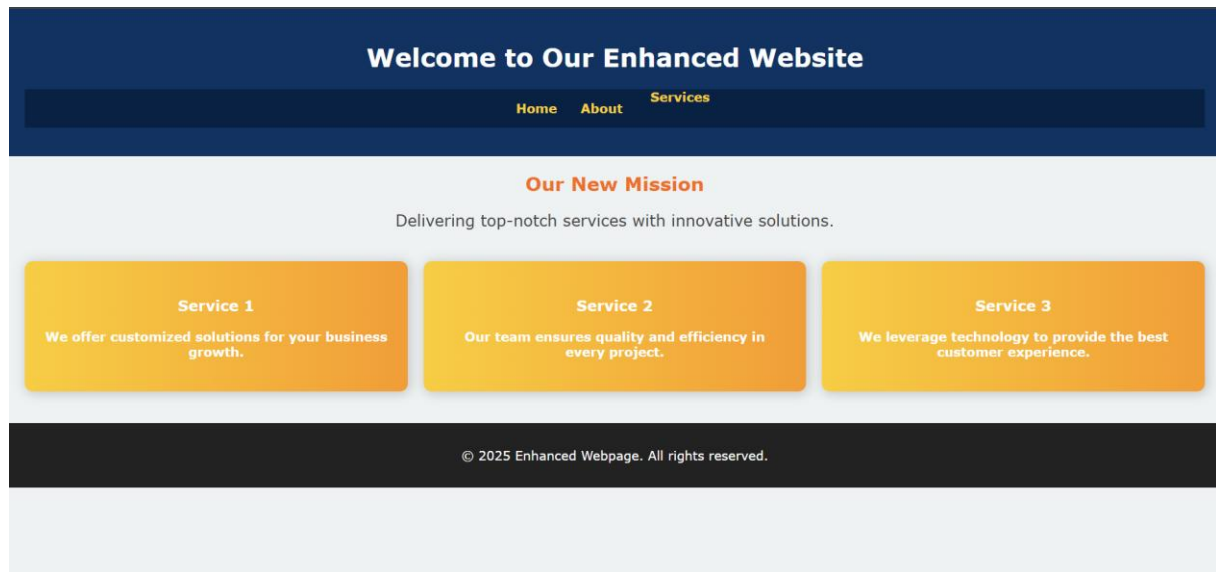 Welcome to Our Enhanced Website
Home About Services
Our New Mission
Delivering top-notch services with innovative solutions.
Service 1
We offer customized solutions for your business
growth.
Service 2
Our team ensures quality and efficiency in
every project.
Service 3
We leverage technology to provide the best
customer experience.
© 2025 Enhanced Webpage. All rights reserved.